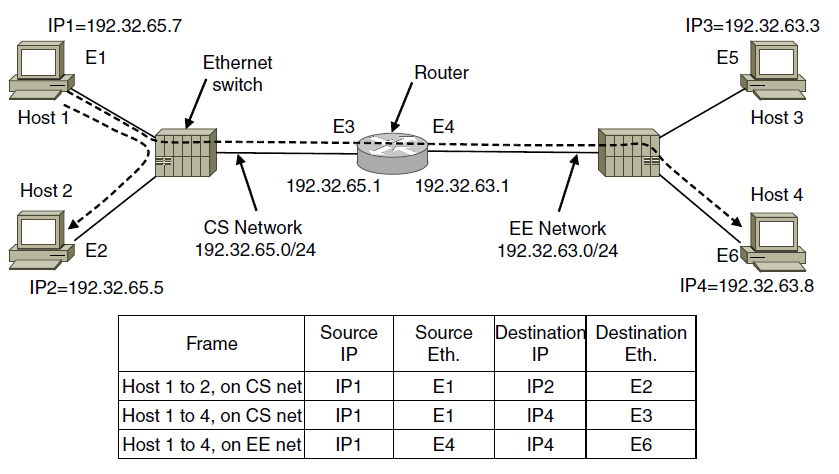 IP1=192.32.65.7
IP3=192.32.63.3
E1
Ethernet
switch
Router
E5
Host 1
Host 3
E3
E4
Host 2
192.32.65.1
192.32.63.1
Host 4
CS Network
192.32.65.0/24
EE Network
192.32.63.0/24
E2
E6
IP2=192.32.65.5
IP4=192.32.63.8
Frame
Source
IP
Source
Eth.
Destination
IP
Destination
Eth.
Host 1 to 2, on CS net IP1 E1 IP2 E2
Host 1 to 4, on CS net IP1 E1 IP4 E3
Host 1 to 4, on EE net IP1 E4 IP4 E6